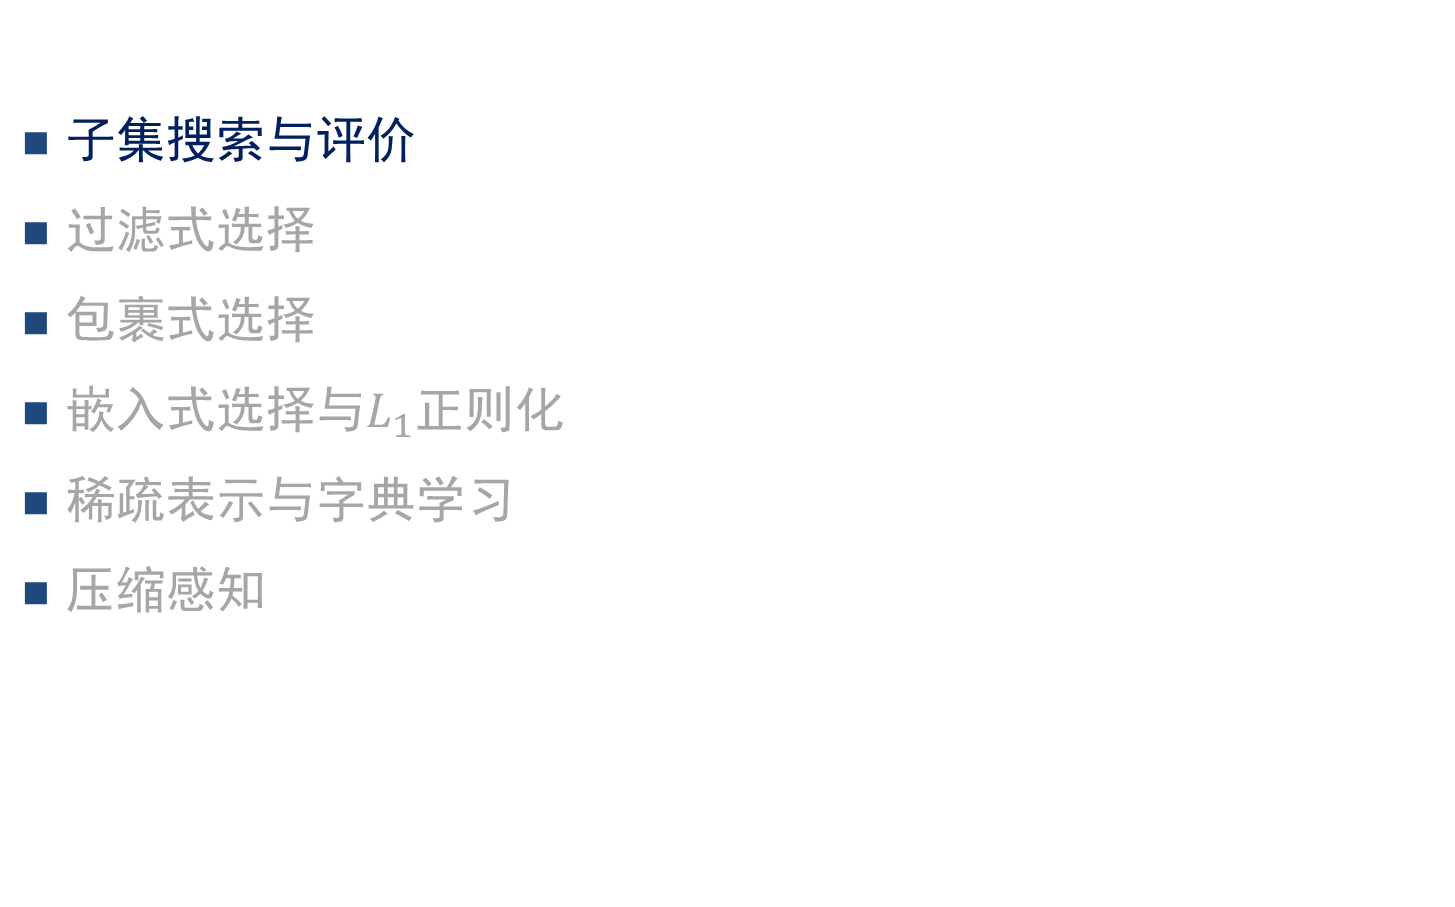 ■ 子集搜索与评价
■ 过滤式选择
■ 包裹式选择
■ 嵌入式选择与L₁正则化
■ 稀疏表示与字典学习
■ 压缩感知